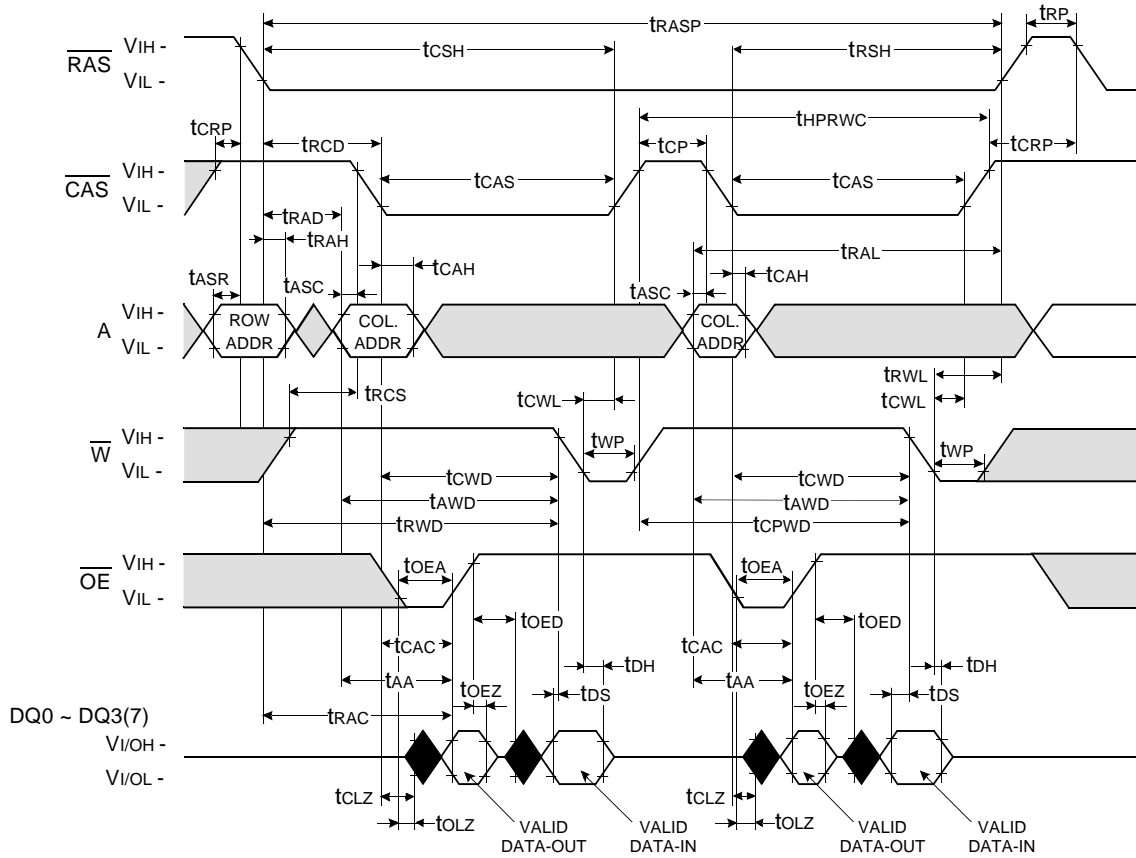 tRASP
tRP
tCSH
tRSH
VIH -
RAS
VIL -
tHPRWC
tCRP
tRCD
tCP
tCRP
VIH -
CAS
VIL -
tCAS
tCAS
tRAD
tRAH
tRAL
tASR
tASC
tCAH
tASC
tCAH
VIH -
A
VIL -
ROW
ADDR
COL.
ADDR
COL.
ADDR
tRWL
tRCS
tCWL
tCWL
VIH -
W
VIL -
tWP
tWP
tCWD
tCWD
tAWD
tAWD
tRWD
tCPWD
VIH -
OE
VIL -
tOEA
tOEA
tOED
tOED
tCAC
tCAC
tDH
tDH
tAA
tOEZ
tDS
tAA
tOEZ
tDS
tRAC
DQ0 ~ DQ3(7)
VI/OH -
VI/OL -
tCLZ
tCLZ
tOLZ
tOLZ
VALID
DATA-OUT
VALID
DATA-IN
VALID
DATA-OUT
VALID
DATA-IN